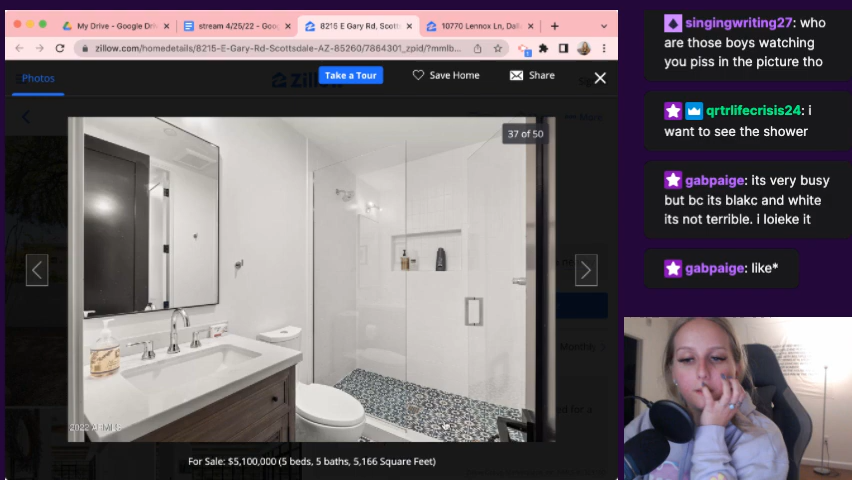 My Drive - Google Dri
stream 4/25/22 - Goo
8215 E Gary Rd, Scott
10770 Lennox Ln, Dal
zillow.com/homedetails/8215-E-Gary-Rd-Scottsdale-AZ-85260/7864301_zpid/?mmlb...
Photos
Zillow
Take a Tour
Save Home
Share
More
37 of 50
2022 ARMLS
For Sale: $5,100,000 (5 beds, 5 baths, 5,166 Square Feet)
singingwriting27: who
are those boys watching
you piss in the picture tho
qrtrlifecrisis24: i
want to see the shower
gabpaige: its very busy
but bc its blakc and white
its not terrible. i loieke it
gabpaige: like*